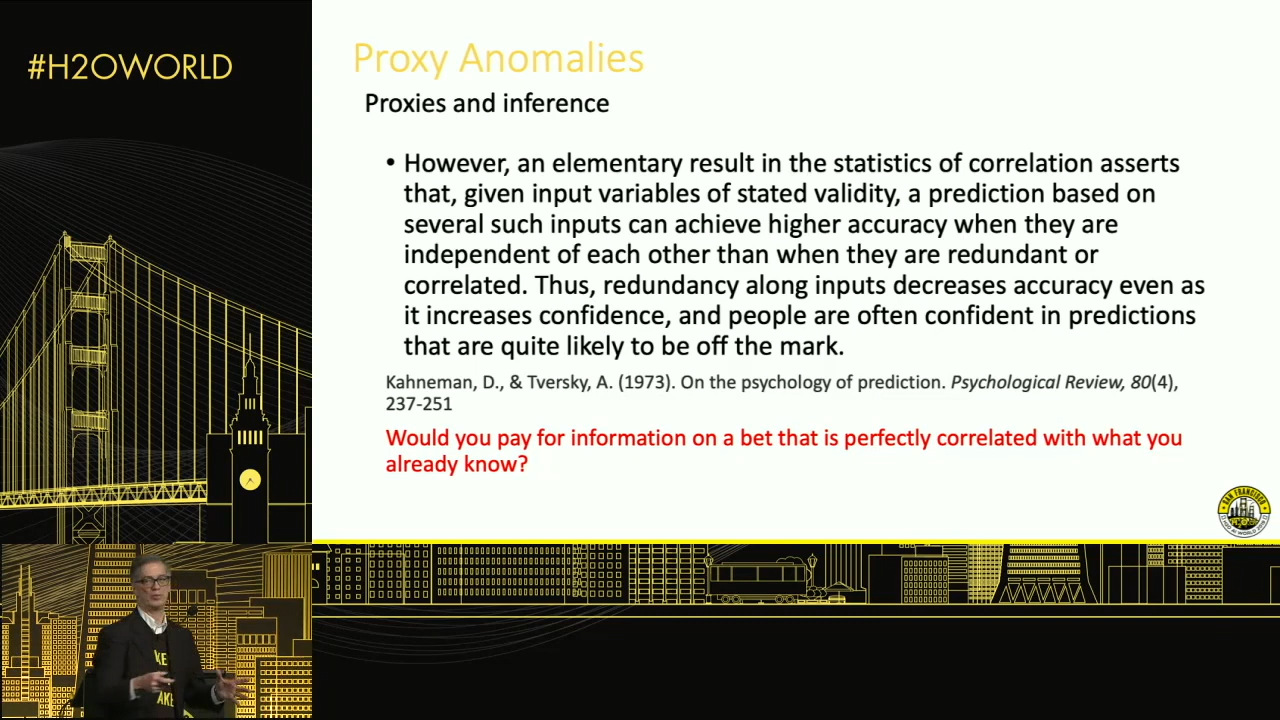 #H2OWORLD
Proxy Anomalies
Proxies and inference
• However, an elementary result in the statistics of correlation asserts
that, given input variables of stated validity, a prediction based on
several such inputs can achieve higher accuracy when they are
independent of each other than when they are redundant or
correlated. Thus, redundancy along inputs decreases accuracy even as
it increases confidence, and people are often confident in predictions
that are quite likely to be off the mark.
Kahneman, D., & Tversky, A. (1973). On the psychology of prediction. Psychological Review, 80(4),
237-251
Would you pay for information on a bet that is perfectly correlated with what you
already know?
SAN FRANCISCO